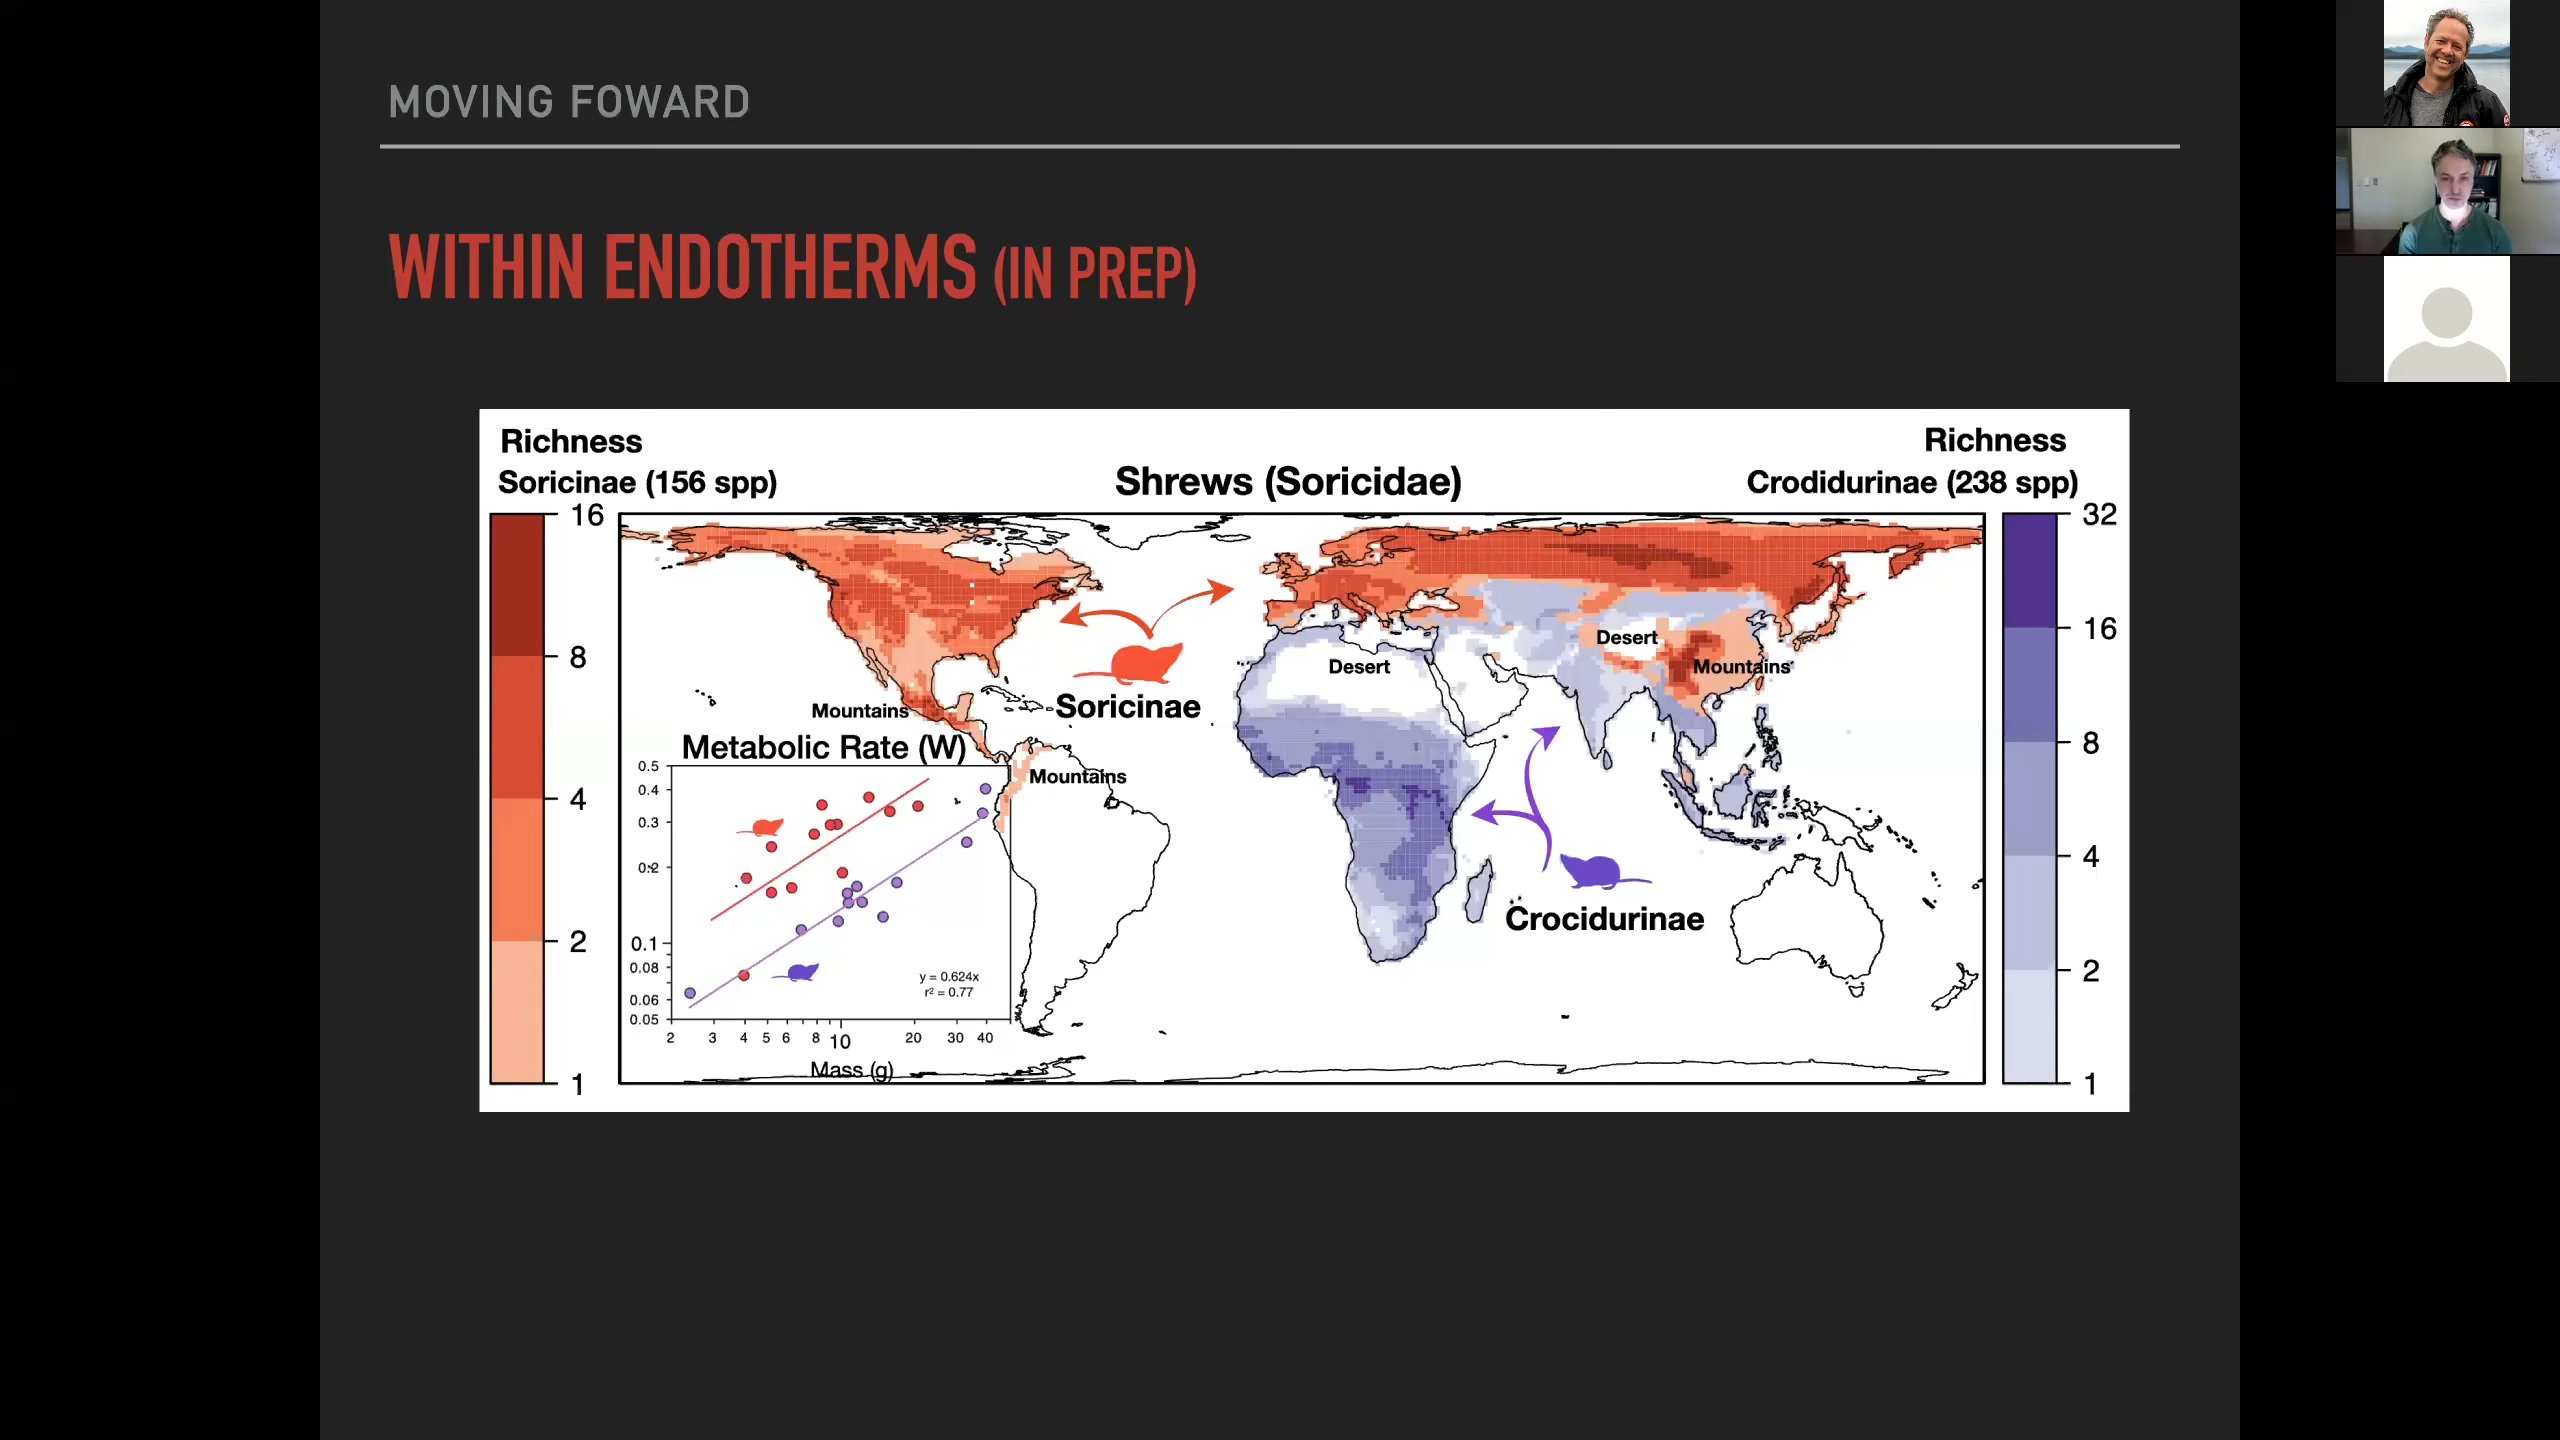 MOVING FOWARD
WITHIN ENDOTHERMS (IN PREP)
Richness
Soricinae (156 spp)
Shrews (Soricidae)
Richness
Crodidurinae (238 spp)
16
8
4
2
1
32
16
8
4
2
1
Desert
Desert
Mountains
Mountains
Soricinae
Mountains
Crocidurinae
Metabolic Rate (W)
0.5
0.4
0.3
0.2
0.1
0.08
0.06
0.05
y = 0.624x
r² = 0.77
2 3 4 5 6 8 10 20 30 40
Mass (g)